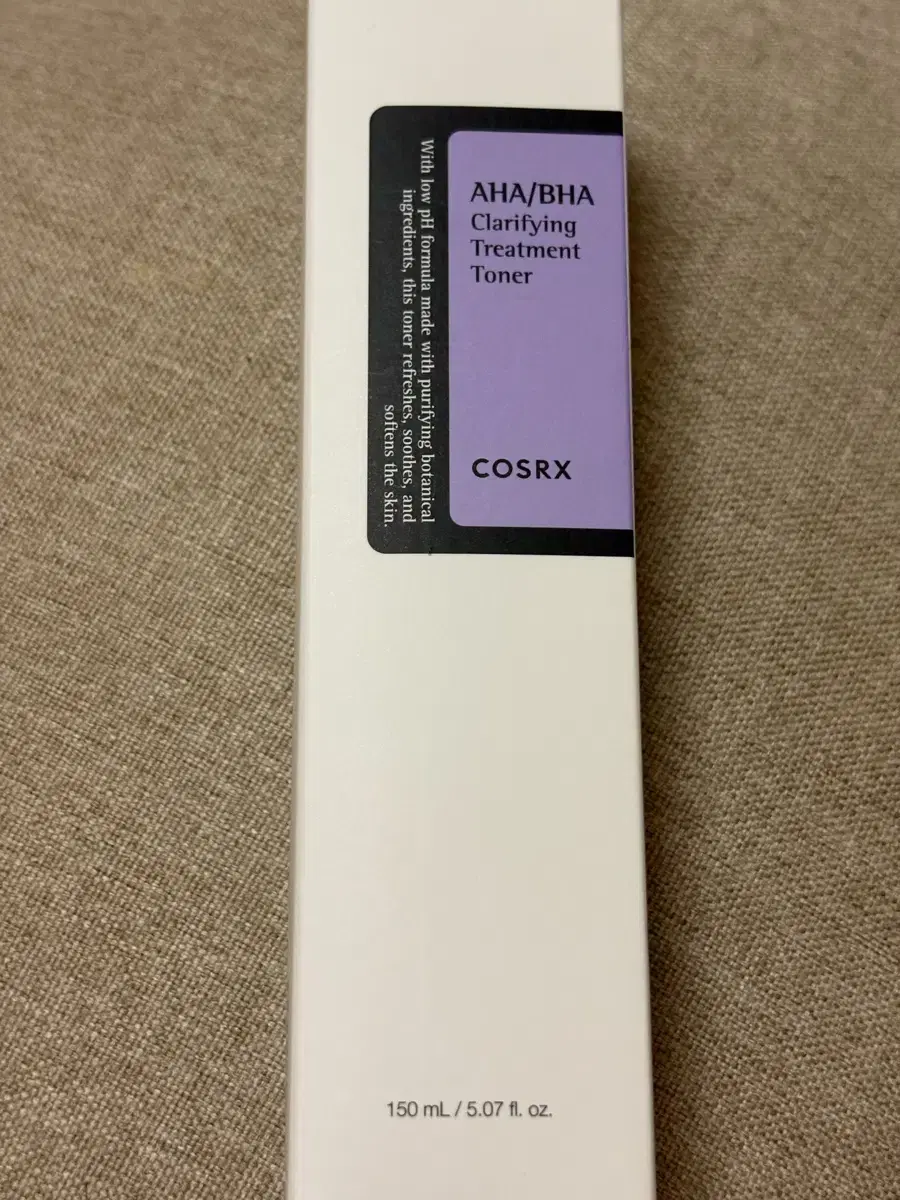 AHA/BHA
Clarifying
Treatment
Toner
COSRX
With low pH formula made with purifying botanical
ingredients, this toner refreshes, soothes, and
softens the skin.
150 mL / 5.07 fl. oz.